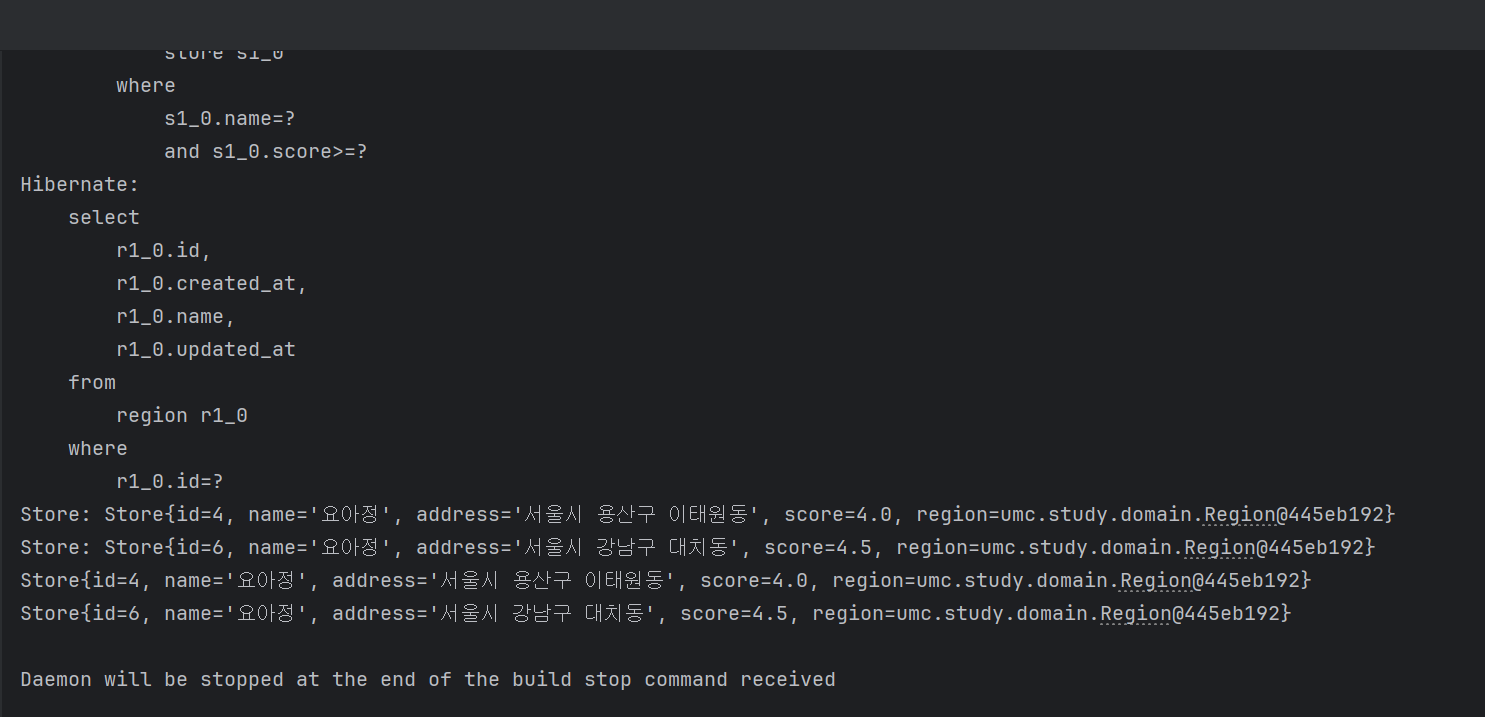 store s1_0
where
s1_0.name=?
and s1_0.score>=?
Hibernate:
select
r1_0.id,
r1_0.created_at,
r1_0.name,
r1_0.updated_at
from
region r1_0
where
r1_0.id=?
Store: Store{id=4, name='요아정', address='서울시 용산구 이태원동', score=4.0, region=umc.study.domain.Region@445eb192}
Store: Store{id=6, name='요아정', address='서울시 강남구 대치동', score=4.5, region=umc.study.domain.Region@445eb192}
Store{id=4, name='요아정', address='서울시 용산구 이태원동', score=4.0, region=umc.study.domain.Region@445eb192}
Store{id=6, name='요아정', address='서울시 강남구 대치동', score=4.5, region=umc.study.domain.Region@445eb192}
Daemon will be stopped at the end of the build stop command received